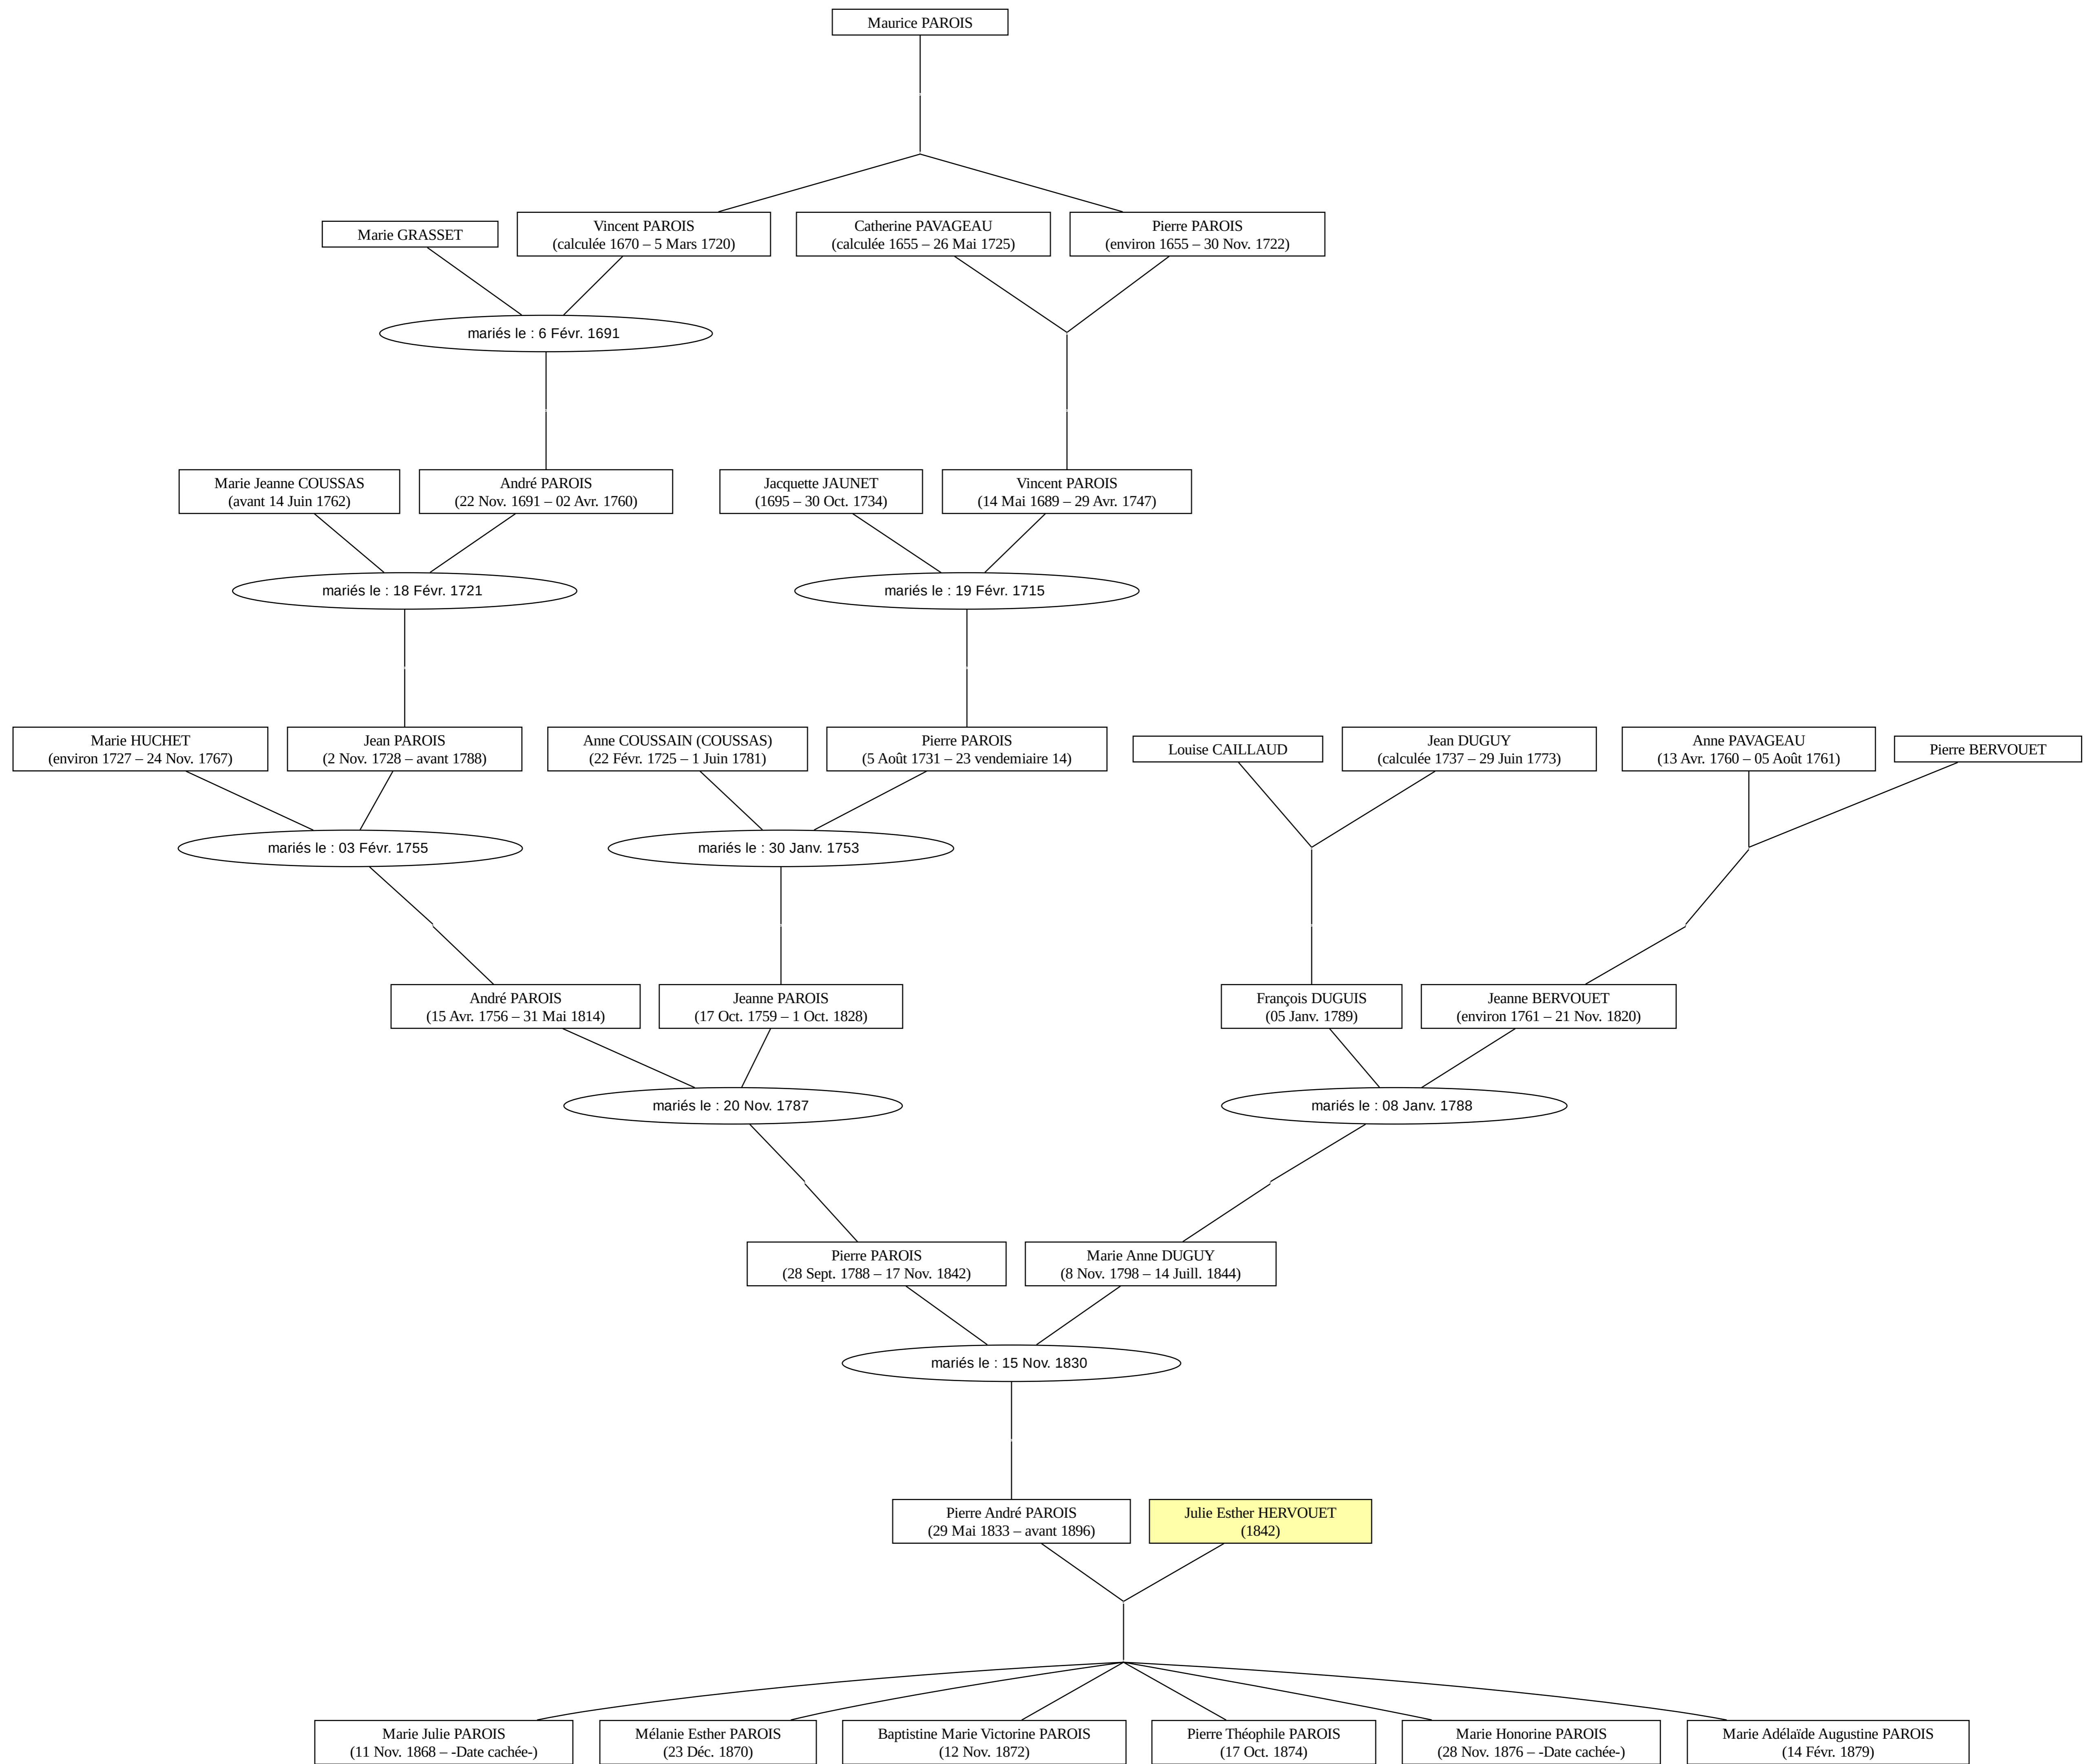 Maurice PAROIS
Marie GRASSET
Vincent PAROIS
(calculée 1670 – 5 Mars 1720)
Catherine PAVAGEAU
(calculée 1655 – 26 Mai 1725)
Pierre PAROIS
(environ 1655 – 30 Nov. 1722)
mariés le : 6 Févr. 1691
Marie Jeanne COUSSAS
(avant 14 Juin 1762)
André PAROIS
(22 Nov. 1691 – 02 Avr. 1760)
Jacquette JAUNET
(1695 – 30 Oct. 1734)
Vincent PAROIS
(14 Mai 1689 – 29 Avr. 1747)
mariés le : 18 Févr. 1721
mariés le : 19 Févr. 1715
Marie HUCHET
(environ 1727 – 24 Nov. 1767)
Jean PAROIS
(2 Nov. 1728 – avant 1788)
Anne COUSSAIN (COUSSAS)
(22 Févr. 1725 – 1 Juin 1781)
Pierre PAROIS
(5 Août 1731 – 23 vendemiaire 14)
Louise CAILLAUD
Jean DUGUY
(calculée 1737 – 29 Juin 1773)
Anne PAVAGEAU
(13 Avr. 1760 – 05 Août 1761)
Pierre BERVOUET
mariés le : 03 Févr. 1755
mariés le : 30 Janv. 1753
André PAROIS
(15 Avr. 1756 – 31 Mai 1814)
Jeanne PAROIS
(17 Oct. 1759 – 1 Oct. 1828)
François DUGUIS
(05 Janv. 1789)
Jeanne BERVOUET
(environ 1761 – 21 Nov. 1820)
mariés le : 20 Nov. 1787
mariés le : 08 Janv. 1788
Pierre PAROIS
(28 Sept. 1788 – 17 Nov. 1842)
Marie Anne DUGUY
(8 Nov. 1798 – 14 Juill. 1844)
mariés le : 15 Nov. 1830
Pierre André PAROIS
(29 Mai 1833 – avant 1896)
Julie Esther HERVOUET
(1842)
Marie Julie PAROIS
(11 Nov. 1868 – -Date cachée-)
Mélanie Esther PAROIS
(23 Déc. 1870)
Baptistine Marie Victorine PAROIS
(12 Nov. 1872)
Pierre Théophile PAROIS
(17 Oct. 1874)
Marie Honorine PAROIS
(28 Nov. 1876 – -Date cachée-)
Marie Adélaïde Augustine PAROIS
(14 Févr. 1879)